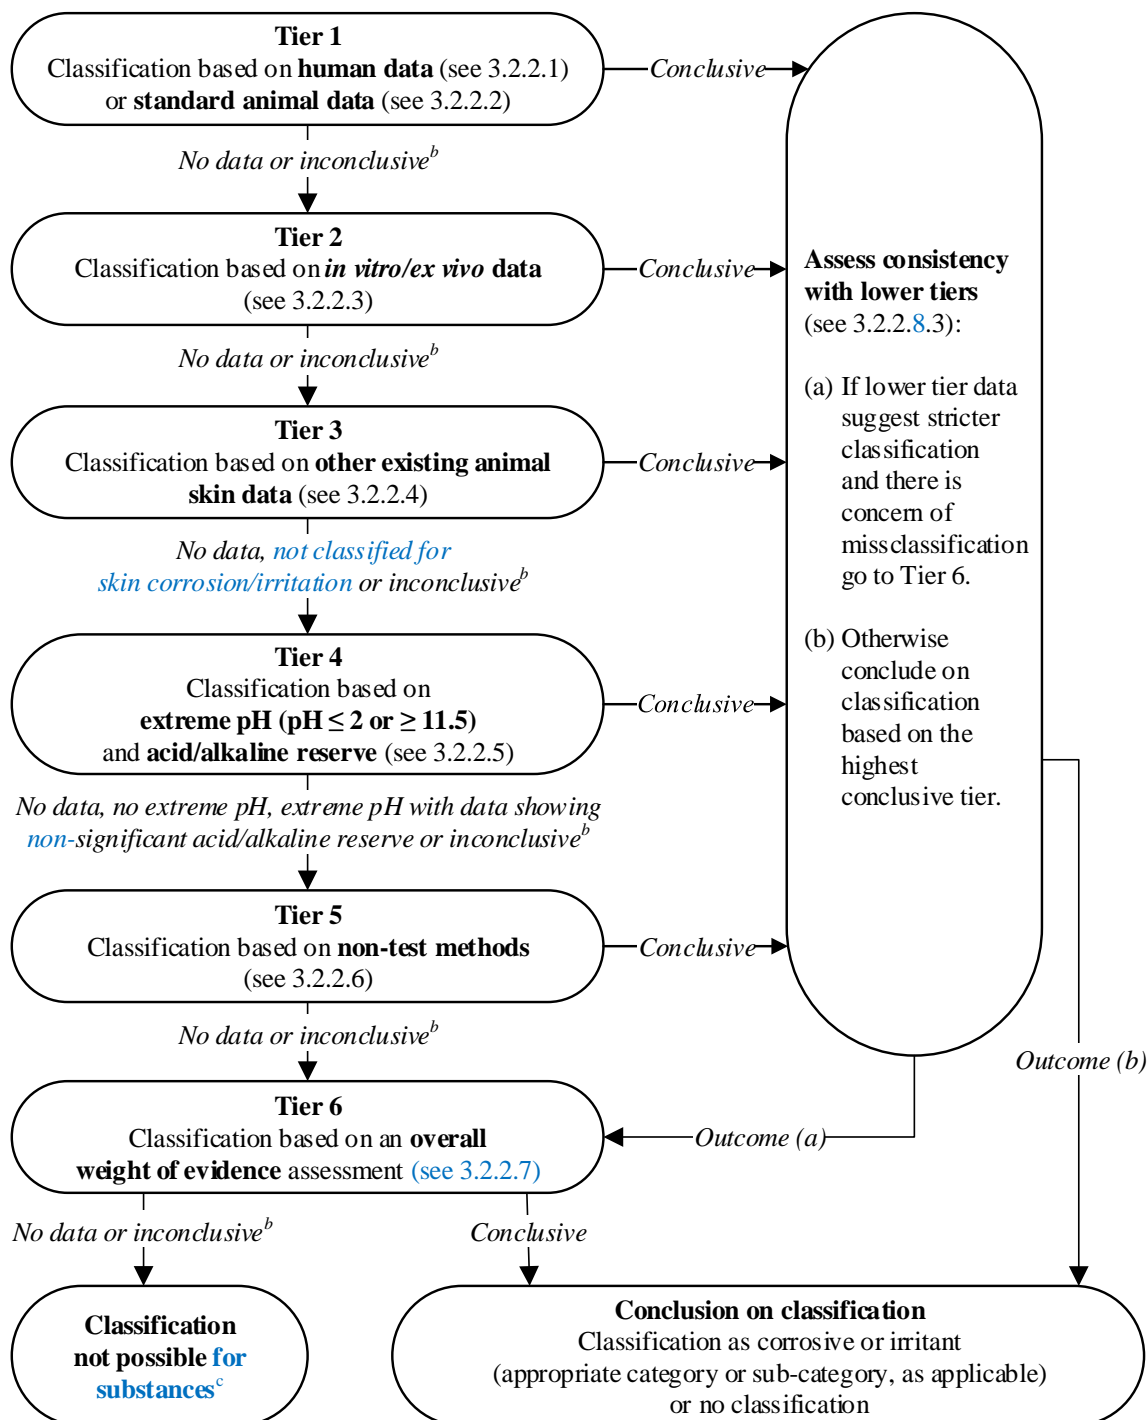 Tier 1
Classification based on human data (see 3.2.2.1)
or standard animal data (see 3.2.2.2)
Conclusive
No data or inconclusiveᵇ
Tier 2
Classification based on in vitro/ex vivo data
(see 3.2.2.3)
Conclusive
No data or inconclusiveᵇ
Tier 3
Classification based on other existing animal
skin data (see 3.2.2.4)
Conclusive
No data, not classified for
skin corrosion/irritation or inconclusiveᵇ
Tier 4
Classification based on
extreme pH (pH ≤ 2 or ≥ 11.5)
and acid/alkaline reserve (see 3.2.2.5)
Conclusive
No data, no extreme pH, extreme pH with data showing
non-significant acid/alkaline reserve or inconclusiveᵇ
Tier 5
Classification based on non-test methods
(see 3.2.2.6)
Conclusive
No data or inconclusiveᵇ
Assess consistency
with lower tiers
(see 3.2.2.8.3):
(a) If lower tier data
suggest stricter
classification
and there is
concern of
missclassification
go to Tier 6.
(b) Otherwise
conclude on
classification
based on the
highest
conclusive tier.
Outcome (b)
Tier 6
Classification based on an overall
weight of evidence assessment (see 3.2.2.7)
Outcome (a)
No data or inconclusiveᵇ
Conclusive
Classification
not possible for
substancesᶜ
Conclusion on classification
Classification as corrosive or irritant
(appropriate category or sub-category, as applicable)
or no classification